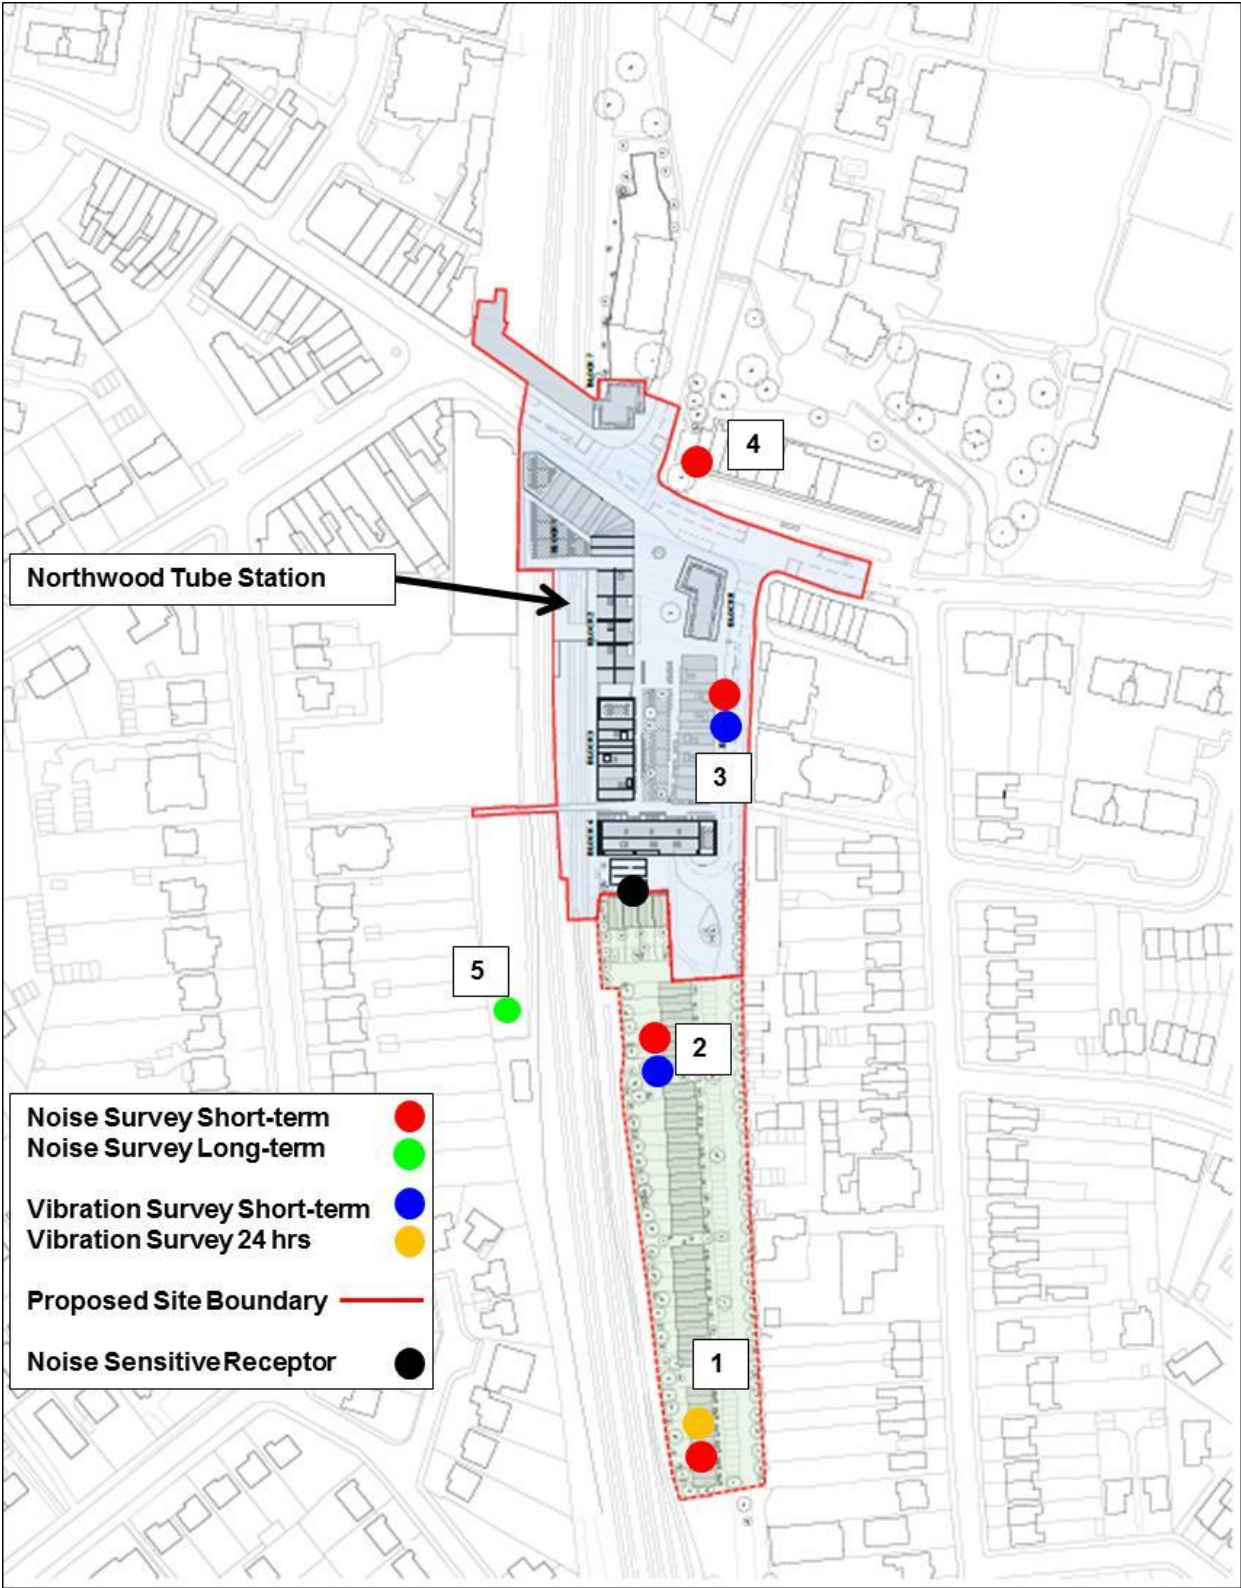 4
Northwood Tube Station
3
5
2
Noise Survey Short-term
Noise Survey Long-term
Vibration Survey Short-term
Vibration Survey 24 hrs
Proposed Site Boundary
Noise Sensitive Receptor
1